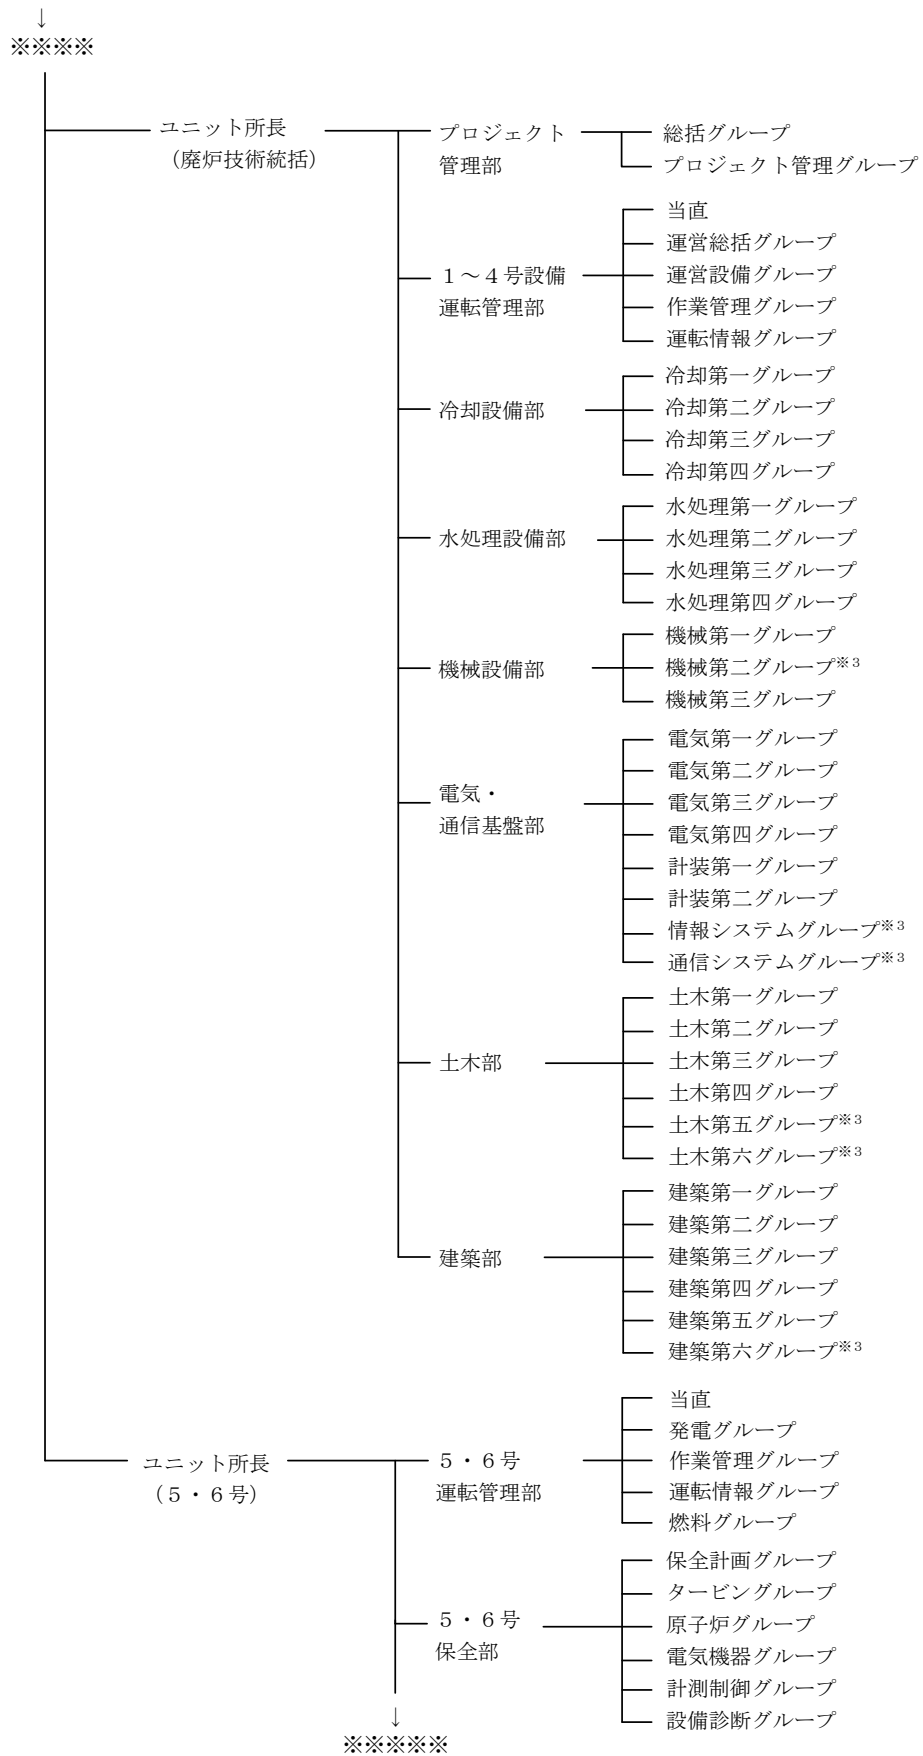 ↓
※※※※
ユニット所長
（廃炉技術統括）
プロジェクト
管理部
総括グループ
プロジェクト管理グループ
１～４号設備
運転管理部
当直
運営総括グループ
運営設備グループ
作業管理グループ
運転情報グループ
冷却設備部
冷却第一グループ
冷却第二グループ
冷却第三グループ
冷却第四グループ
水処理設備部
水処理第一グループ
水処理第二グループ
水処理第三グループ
水処理第四グループ
機械設備部
機械第一グループ
機械第二グループ※３
機械第三グループ
電気・
通信基盤部
電気第一グループ
電気第二グループ
電気第三グループ
電気第四グループ
計装第一グループ
計装第二グループ
情報システムグループ※３
通信システムグループ※３
土木部
土木第一グループ
土木第二グループ
土木第三グループ
土木第四グループ
土木第五グループ※３
土木第六グループ※３
建築部
建築第一グループ
建築第二グループ
建築第三グループ
建築第四グループ
建築第五グループ
建築第六グループ※３
ユニット所長
（５・６号）
５・６号
運転管理部
当直
発電グループ
作業管理グループ
運転情報グループ
燃料グループ
５・６号
保全部
保全計画グループ
タービングループ
原子炉グループ
電気機器グループ
計測制御グループ
設備診断グループ
↓
※※※※※